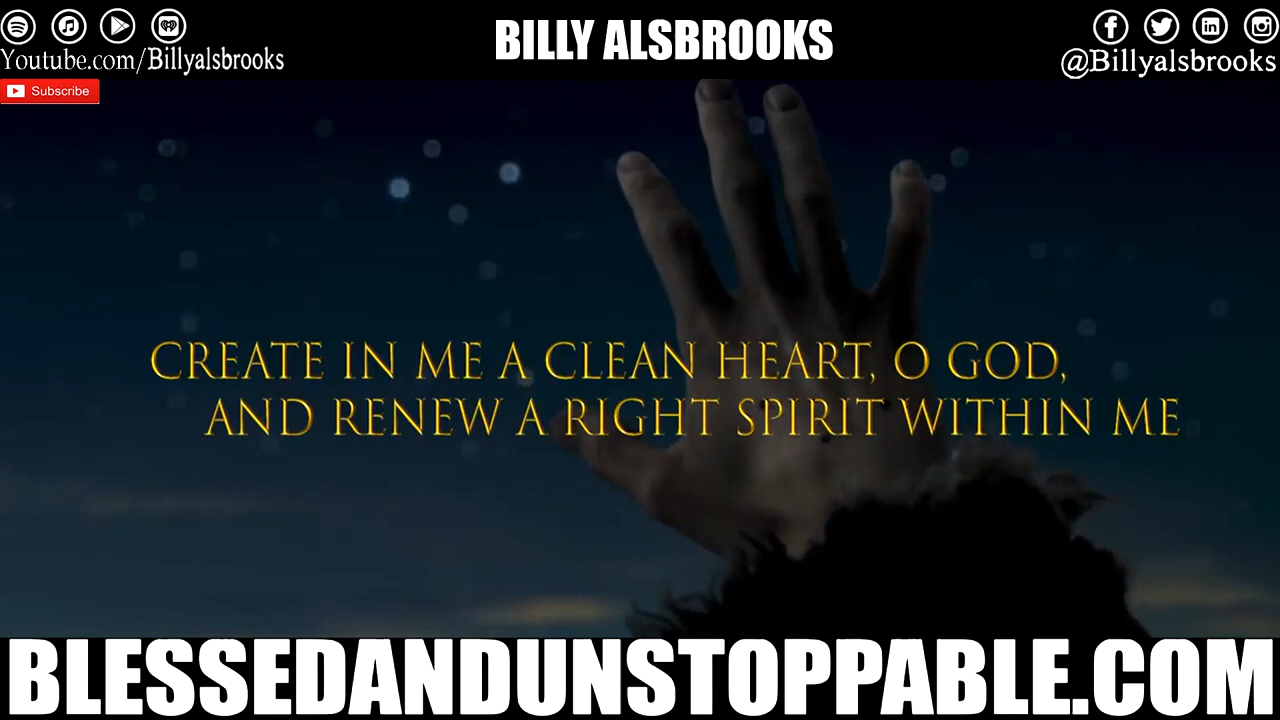 BILLY ALSBROOKS
Youtube.com/Billyalsbrooks
@Billyalsbrooks
Subscribe
CREATE IN ME A CLEAN HEART, O GOD,
AND RENEW A RIGHT SPIRIT WITHIN ME
BLESSEDANDUNSTOPPABLE.COM